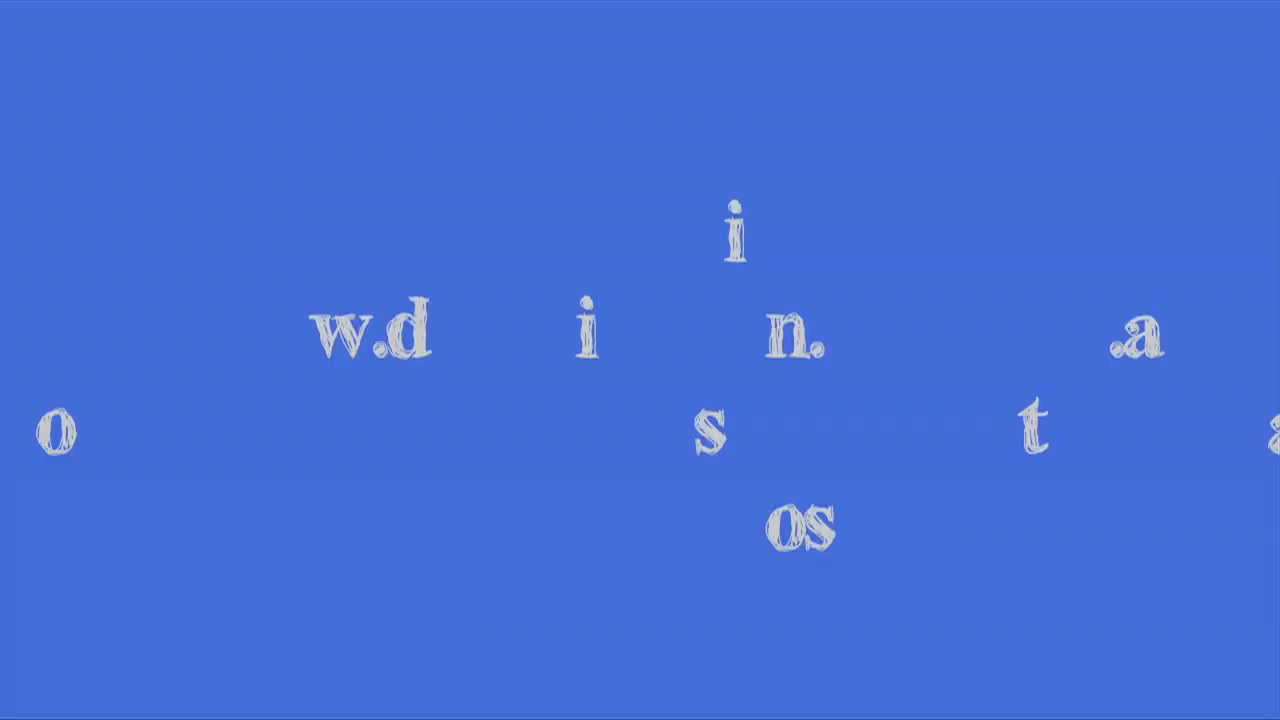 i
w.d i n. .a
o s t a
os